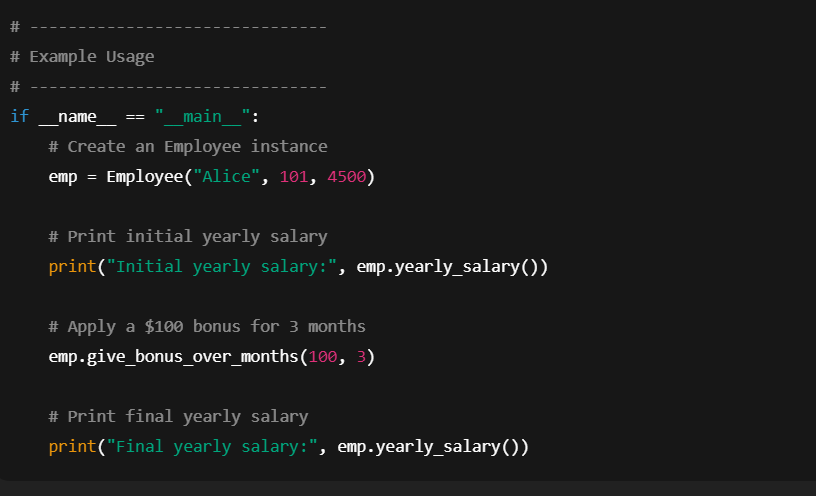 # -------------------------------
# Example Usage
# -------------------------------
if __name__ == "__main__":
    # Create an Employee instance
    emp = Employee("Alice", 101, 4500)
    # Print initial yearly salary
    print("Initial yearly salary:", emp.yearly_salary())
    # Apply a $100 bonus for 3 months
    emp.give_bonus_over_months(100, 3)
    # Print final yearly salary
    print("Final yearly salary:", emp.yearly_salary())